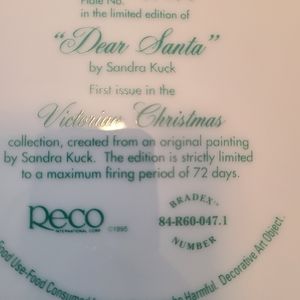 Plate No.
in the limited edition of
"Dear Santa"
by Sandra Kuck
First issue in the
Victorian Christmas
collection, created from an original painting
by Sandra Kuck. The edition is strictly limited
to a maximum firing period of 72 days.
Reco
INTERNATIONAL CORP.
©1995
BRADEX
84-R60-047.1
NUMBER
Food Use-Food Consumed
Harmful. Decorative Art Object.